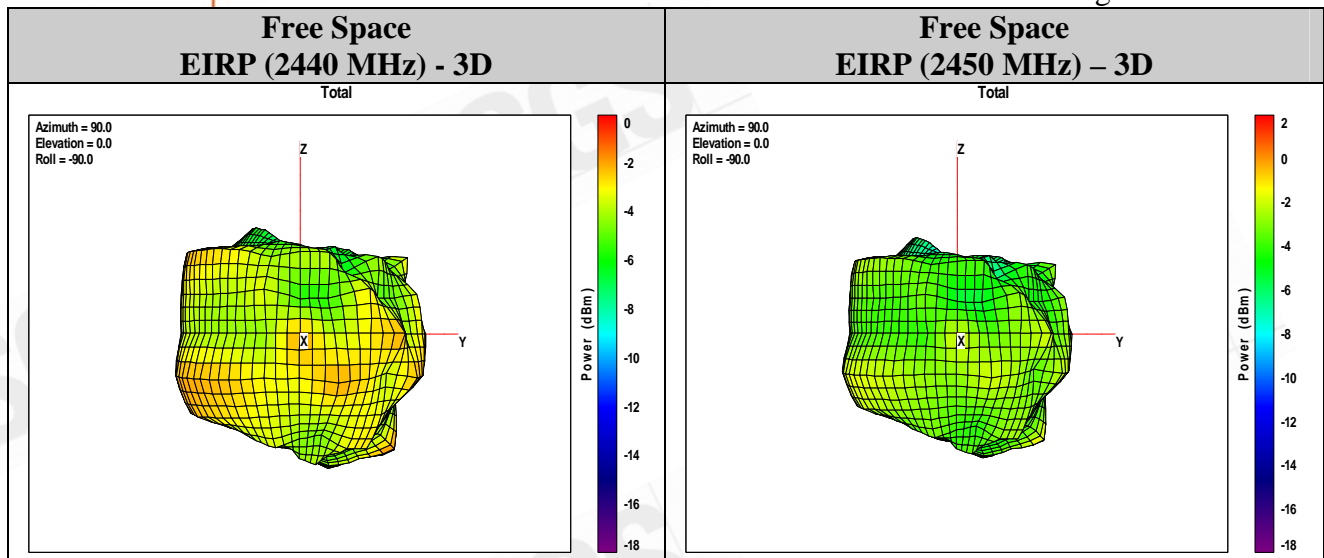 Free Space
EIRP (2440 MHz) - 3D
Total
Azimuth = 90.0
Elevation = 0.0
Roll = -90.0
Z
X
Y
0
-2
-4
-6
-8
-10
-12
-14
-16
-18
Power (dBm)
Free Space
EIRP (2450 MHz) – 3D
Total
Azimuth = 90.0
Elevation = 0.0
Roll = -90.0
Z
X
Y
2
0
-2
-4
-6
-8
-10
-12
-14
-16
-18
Power (dBm)